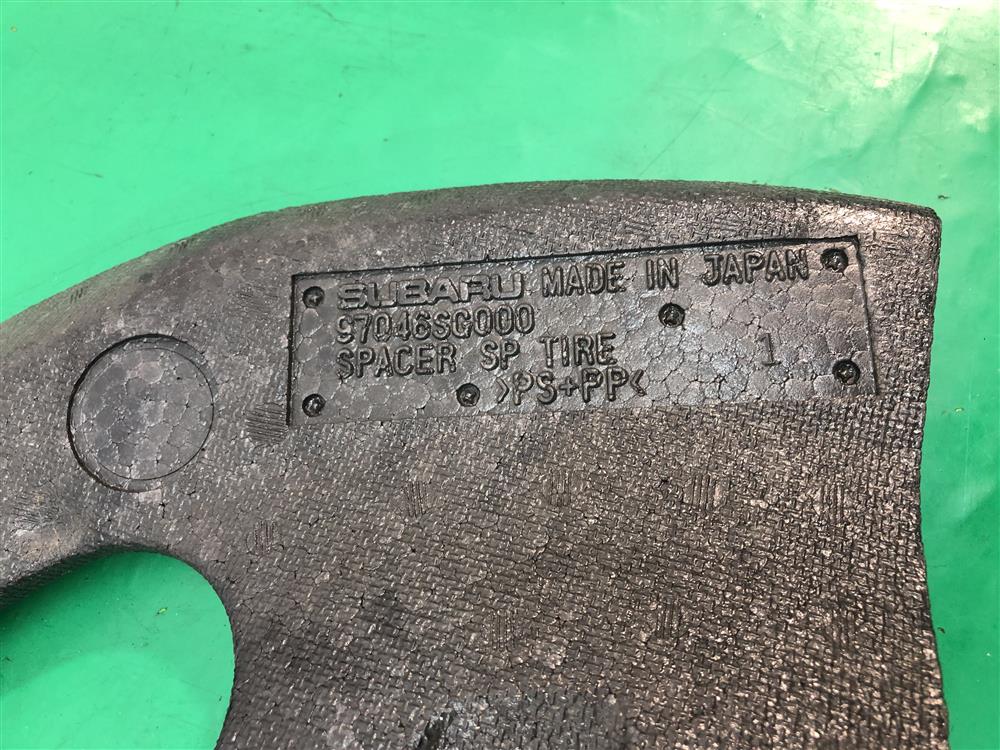 SUBARU MADE IN JAPAN
97046SG000
SPACER SP TIRE 1
>PS+PP<